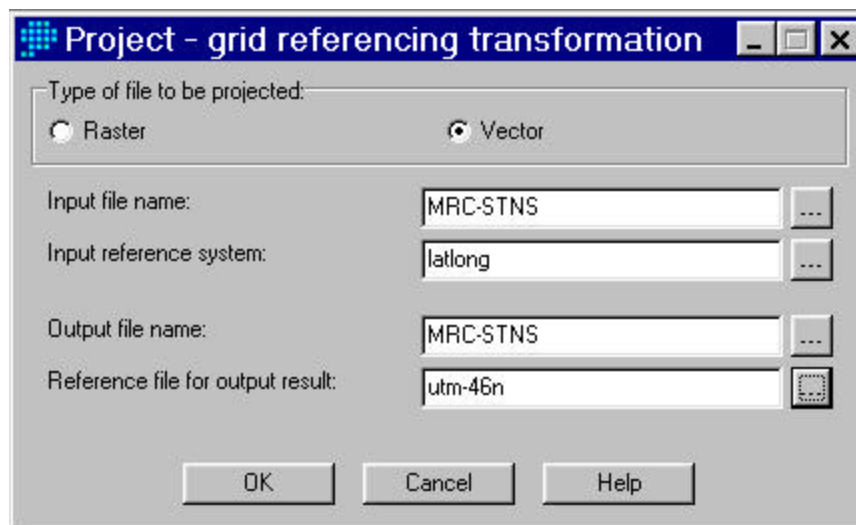 Project - grid referencing transformation
Type of file to be projected:
Raster
Vector
Input file name:
MRC-STNS
...
Input reference system:
latlong
...
Output file name:
MRC-STNS
...
Reference file for output result:
utm-46n
...
OK
Cancel
Help